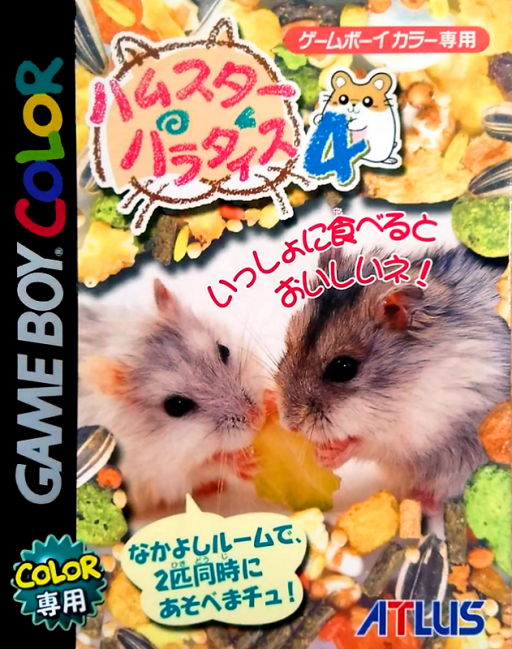 GAME BOY COLOR
ゲームボーイカラー専用
ハムスター
パラダイス4
いっしょに食べると
おいしいネ!
なかよしルームで、
2匹同時に
あそべまチュ!
COLOR
専用
ATLUS